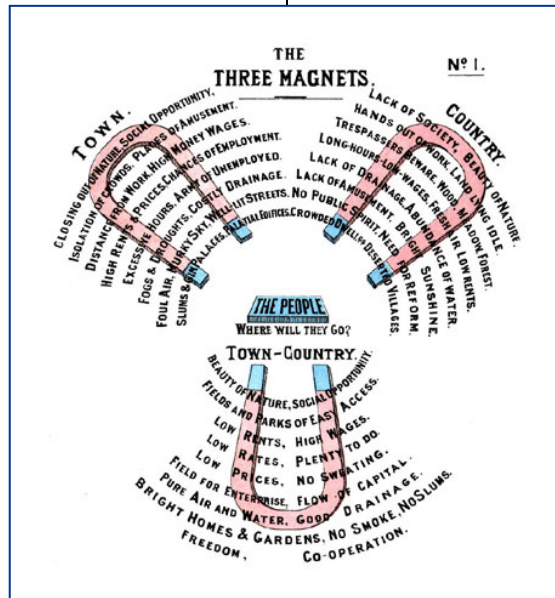 THE
THREE MAGNETS.
Nº 1.
TOWN.
CLOSING OUT OF NATURE, SOCIAL OPPORTUNITY.
ISOLATION OF CROWDS. PLACES OF AMUSEMENT.
DISTANCE FROM WORK. HIGH MONEY WAGES.
HIGH RENTS & PRICES. CHANCES OF EMPLOYMENT.
EXCESSIVE HOURS. ARMY OF UNEMPLOYED.
FOGS & DROUGHTS. COSTLY DRAINAGE.
FOUL AIR. MURKY SKY. WELL-LIT STREETS.
SLUMS & GIN PALACES. PALATIAL EDIFICES.
COUNTRY.
LACK OF SOCIETY. BEAUTY OF NATURE.
HANDS OUT OF WORK. LAND LYING IDLE.
TRESPASSERS BEWARE. WOOD, MEADOW, FOREST.
LONG HOURS-LOW WAGES. FRESH AIR. LOW RENTS.
LACK OF DRAINAGE. ABUNDANCE OF WATER.
LACK OF AMUSEMENT. BRIGHT SUNSHINE.
NO PUBLIC SPIRIT. NEED FOR REFORM.
CROWDED DWELLINGS. DESERTED VILLAGES.
THE PEOPLE
WHERE WILL THEY GO?
TOWN-COUNTRY.
BEAUTY OF NATURE, SOCIAL OPPORTUNITY.
FIELDS AND PARKS OF EASY ACCESS.
LOW RENTS, HIGH WAGES.
LOW RATES, PLENTY TO DO.
LOW PRICES, NO SWEATING.
FIELD FOR ENTERPRISE, FLOW OF CAPITAL.
PURE AIR AND WATER, GOOD DRAINAGE.
BRIGHT HOMES & GARDENS, NO SMOKE, NO SLUMS.
FREEDOM. CO-OPERATION.